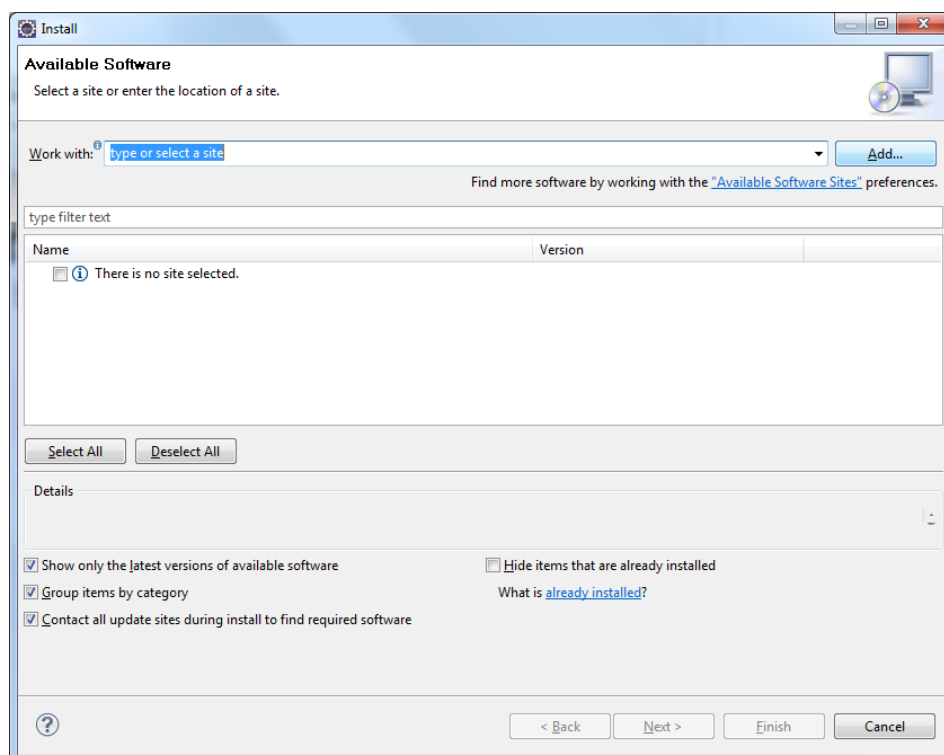 Install
Available Software
Select a site or enter the location of a site.
Work with: type or select a site Add...
Find more software by working with the "Available Software Sites" preferences.
type filter text
Name Version
There is no site selected.
Select All Deselect All
Details
Show only the latest versions of available software Hide items that are already installed
Group items by category What is already installed?
Contact all update sites during install to find required software
< Back Next > Finish Cancel